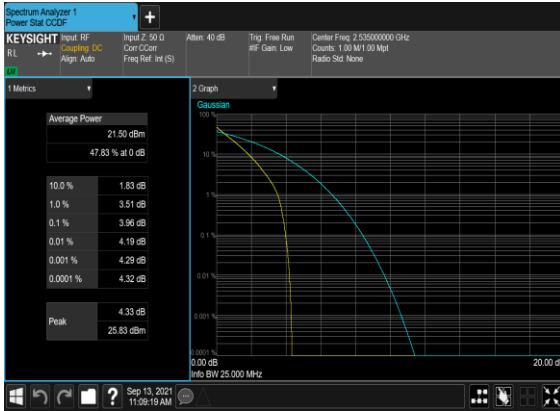 Spectrum Analyzer 1
Power Stat CCDF
+
KEYSIGHT
RL
Input: RF
Coupling: DC
Align: Auto
Input Z: 50 Ω
Corr CCorr
Freq Ref: Int (S)
Atten: 40 dB
Trig: Free Run
#IF Gain: Low
Center Freq: 2.535000000 GHz
Counts: 1.00 M/1.00 Mpt
Radio Std: None
1 Metrics
Average Power
21.50 dBm
47.83 % at 0 dB
10.0 % 1.83 dB
1.0 % 3.51 dB
0.1 % 3.96 dB
0.01 % 4.19 dB
0.001 % 4.29 dB
0.0001 % 4.32 dB
Peak
4.33 dB
25.83 dBm
2 Graph
Gaussian
100 %
10 %
1 %
0.1 %
0.01 %
0.001 %
0.0001 %
0.00 dB
20.00 d
Info BW 25.000 MHz
?
Sep 13, 2021
11:09:19 AM